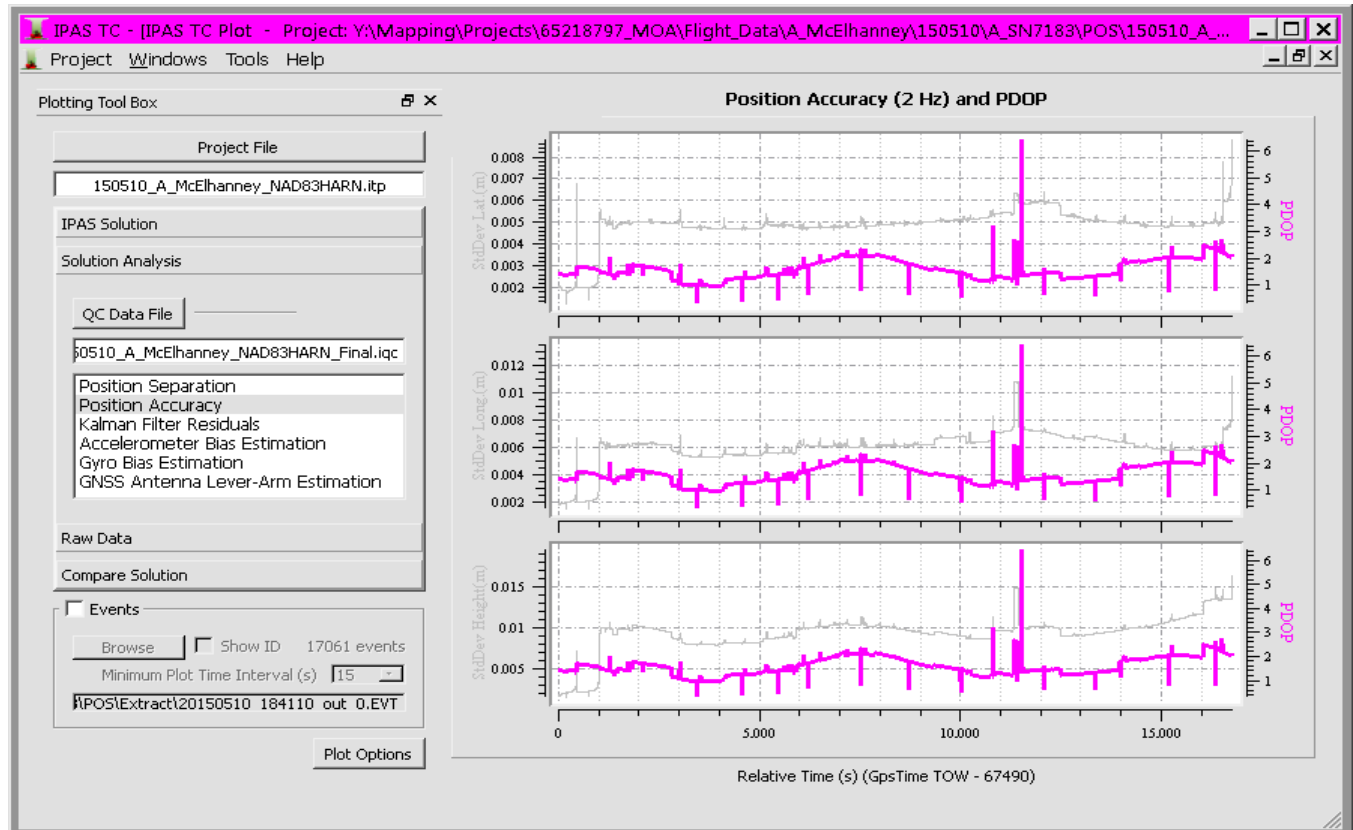 IPAS TC - [IPAS TC Plot - Project: Y:\Mapping\Projects\65218797_MOA\Flight_Data\A_McElhanney\150510\A_SN7183\POS\150510_A_...
Project Windows Tools Help
Plotting Tool Box
Project File
150510_A_McElhanney_NAD83HARN.itp
IPAS Solution
Solution Analysis
QC Data File
50510_A_McElhanney_NAD83HARN_Final.iqc
Position Separation
Position Accuracy
Kalman Filter Residuals
Accelerometer Bias Estimation
Gyro Bias Estimation
GNSS Antenna Lever-Arm Estimation
Raw Data
Compare Solution
Events
Browse Show ID 17061 events
Minimum Plot Time Interval (s) 15
\POS\Extract\20150510_184110_out_0.EVT
Plot Options
Position Accuracy (2 Hz) and PDOP
StdDev Lat.(m)
0.008
0.007
0.006
0.005
0.004
0.003
0.002
6
5
4
3
2
1
PDOP
StdDev Long.(m)
0.012
0.01
0.008
0.006
0.004
0.002
6
5
4
3
2
1
PDOP
StdDev Height(m)
0.015
0.01
0.005
6
5
4
3
2
1
PDOP
0 5.000 10.000 15.000
Relative Time (s) (GpsTime TOW - 67490)